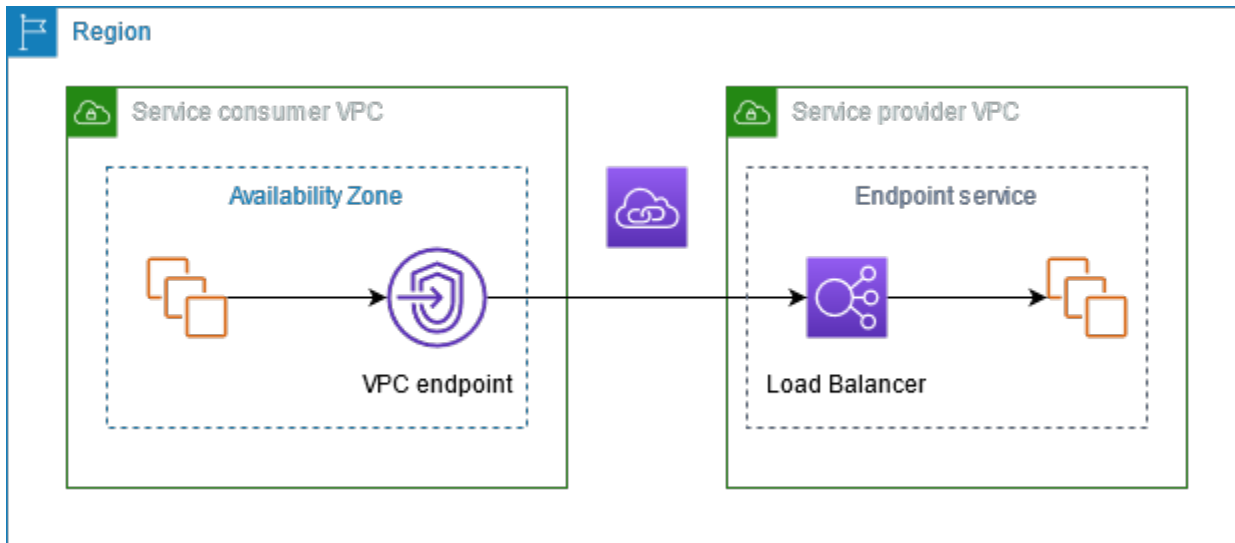 Region
Service consumer VPC
Service provider VPC
Availability Zone
Endpoint service
VPC endpoint
Load Balancer